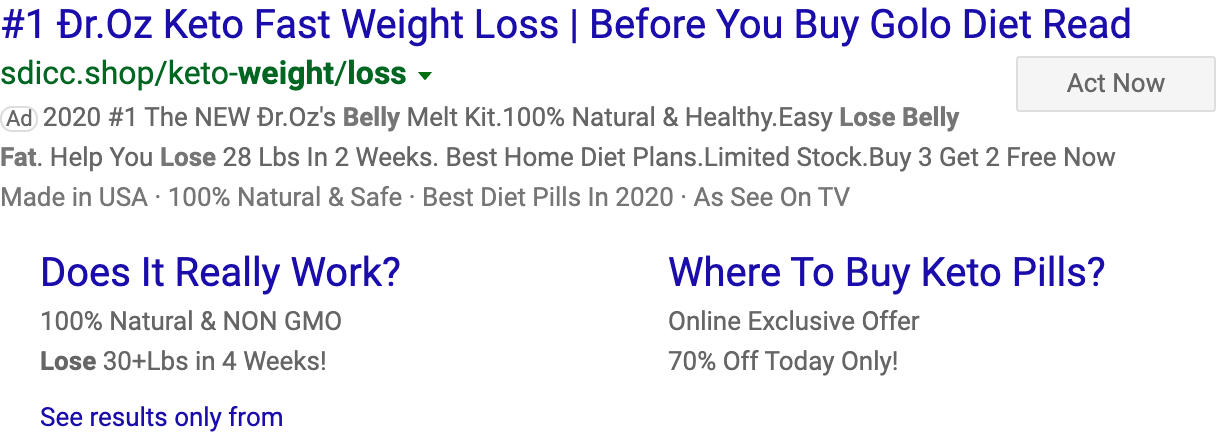 #1 Ðr.Oz Keto Fast Weight Loss | Before You Buy Golo Diet Read
sdicc.shop/keto-weight/loss
Act Now
Ad 2020 #1 The NEW Ðr.Oz's Belly Melt Kit.100% Natural & Healthy.Easy Lose Belly
Fat. Help You Lose 28 Lbs In 2 Weeks. Best Home Diet Plans.Limited Stock.Buy 3 Get 2 Free Now
Made in USA · 100% Natural & Safe · Best Diet Pills In 2020 · As See On TV
Does It Really Work?
100% Natural & NON GMO
Lose 30+Lbs in 4 Weeks!
Where To Buy Keto Pills?
Online Exclusive Offer
70% Off Today Only!
See results only from